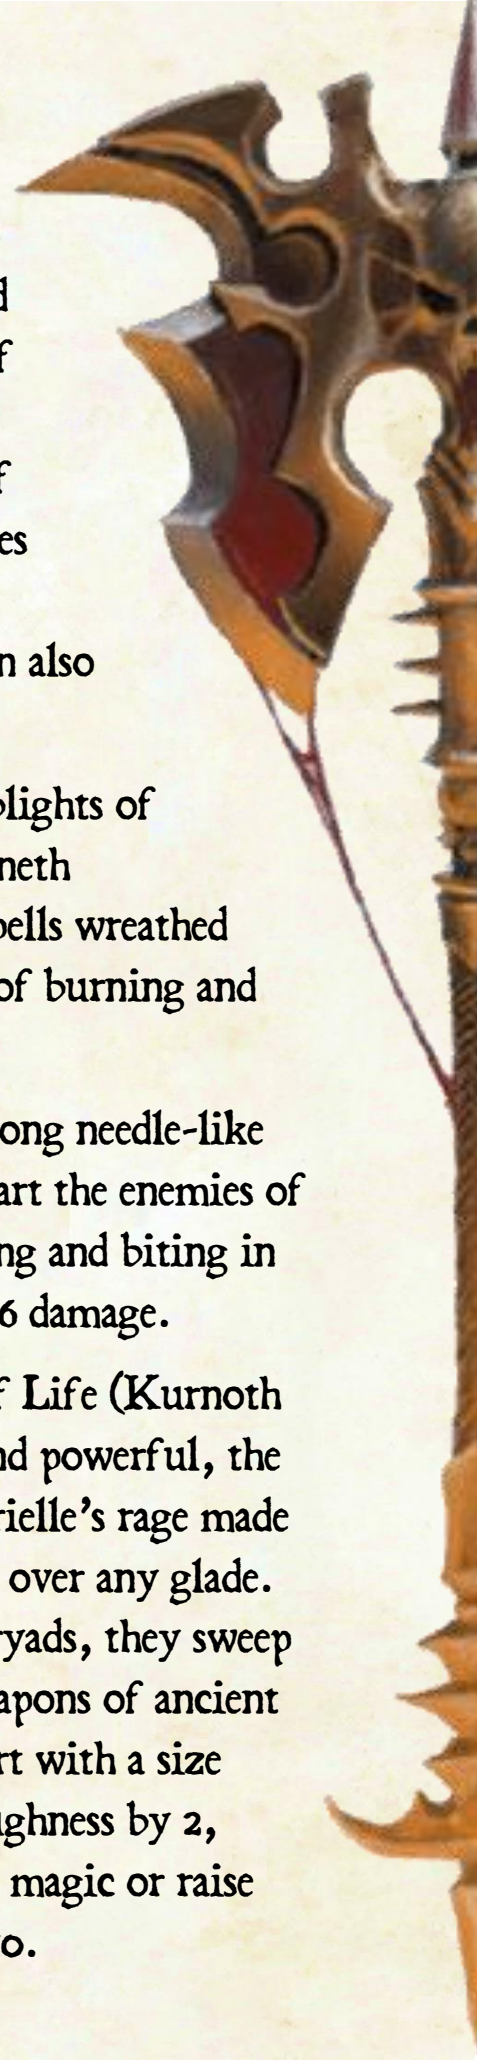 d
f
f
es
n also
lights of
neth
ells wreathed
of burning and
ong needle-like
art the enemies of
ng and biting in
6 damage.
f Life (Kurnoth
nd powerful, the
rielle's rage made
over any glade.
ryads, they sweep
apons of ancient
rt with a size
ughness by 2,
magic or raise
o.